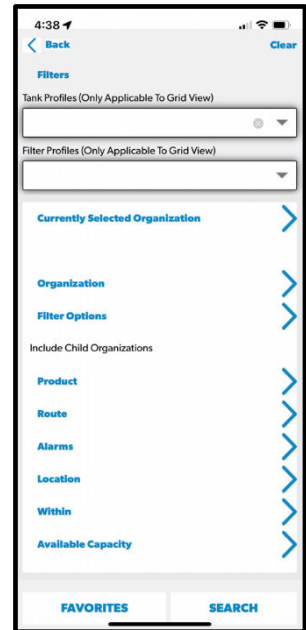 4:38
Back
Clear
Filters
Tank Profiles (Only Applicable To Grid View)
Filter Profiles (Only Applicable To Grid View)
Currently Selected Organization
Organization
Filter Options
Include Child Organizations
Product
Route
Alarms
Location
Within
Available Capacity
FAVORITES
SEARCH